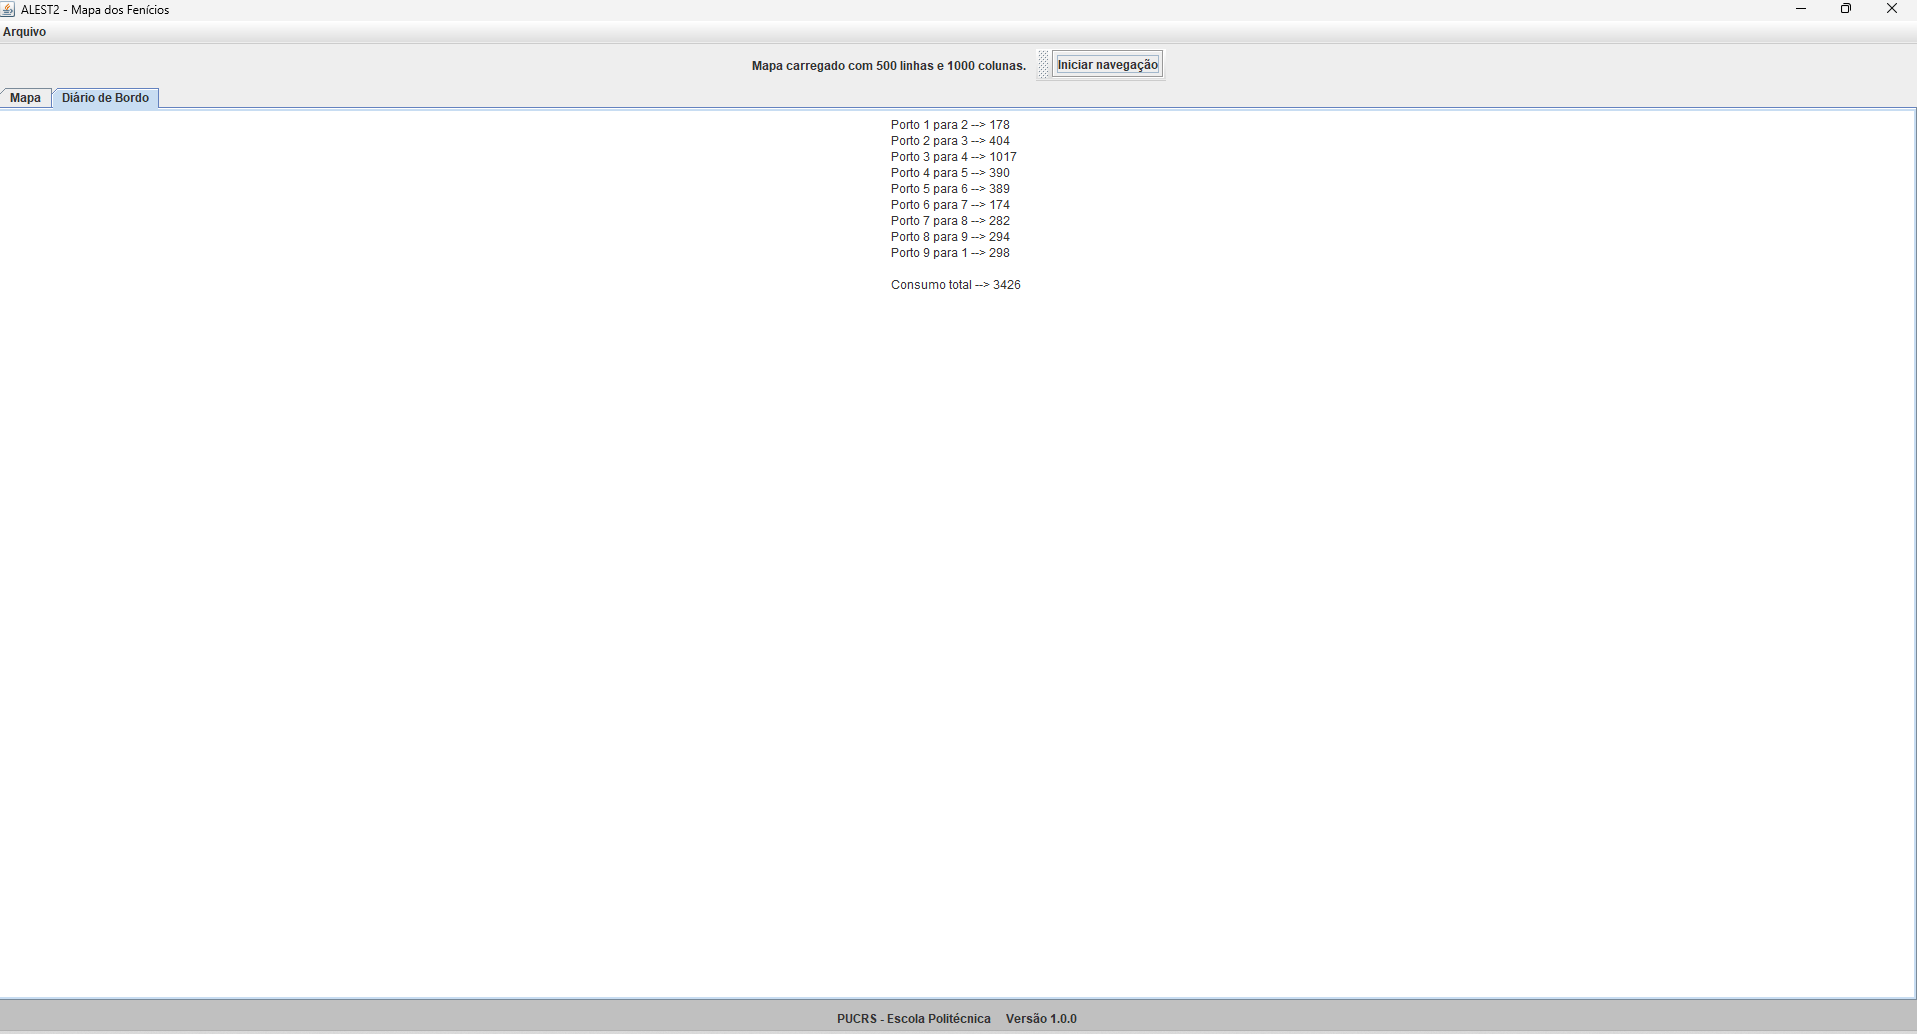 ALEST2 - Mapa dos Fenícios
Arquivo
Mapa carregado com 500 linhas e 1000 colunas. Iniciar navegação
Mapa Diário de Bordo
Porto 1 para 2 --> 178
Porto 2 para 3 --> 404
Porto 3 para 4 --> 1017
Porto 4 para 5 --> 390
Porto 5 para 6 --> 389
Porto 6 para 7 --> 174
Porto 7 para 8 --> 282
Porto 8 para 9 --> 294
Porto 9 para 1 --> 298
Consumo total --> 3426
PUCRS - Escola Politécnica Versão 1.0.0